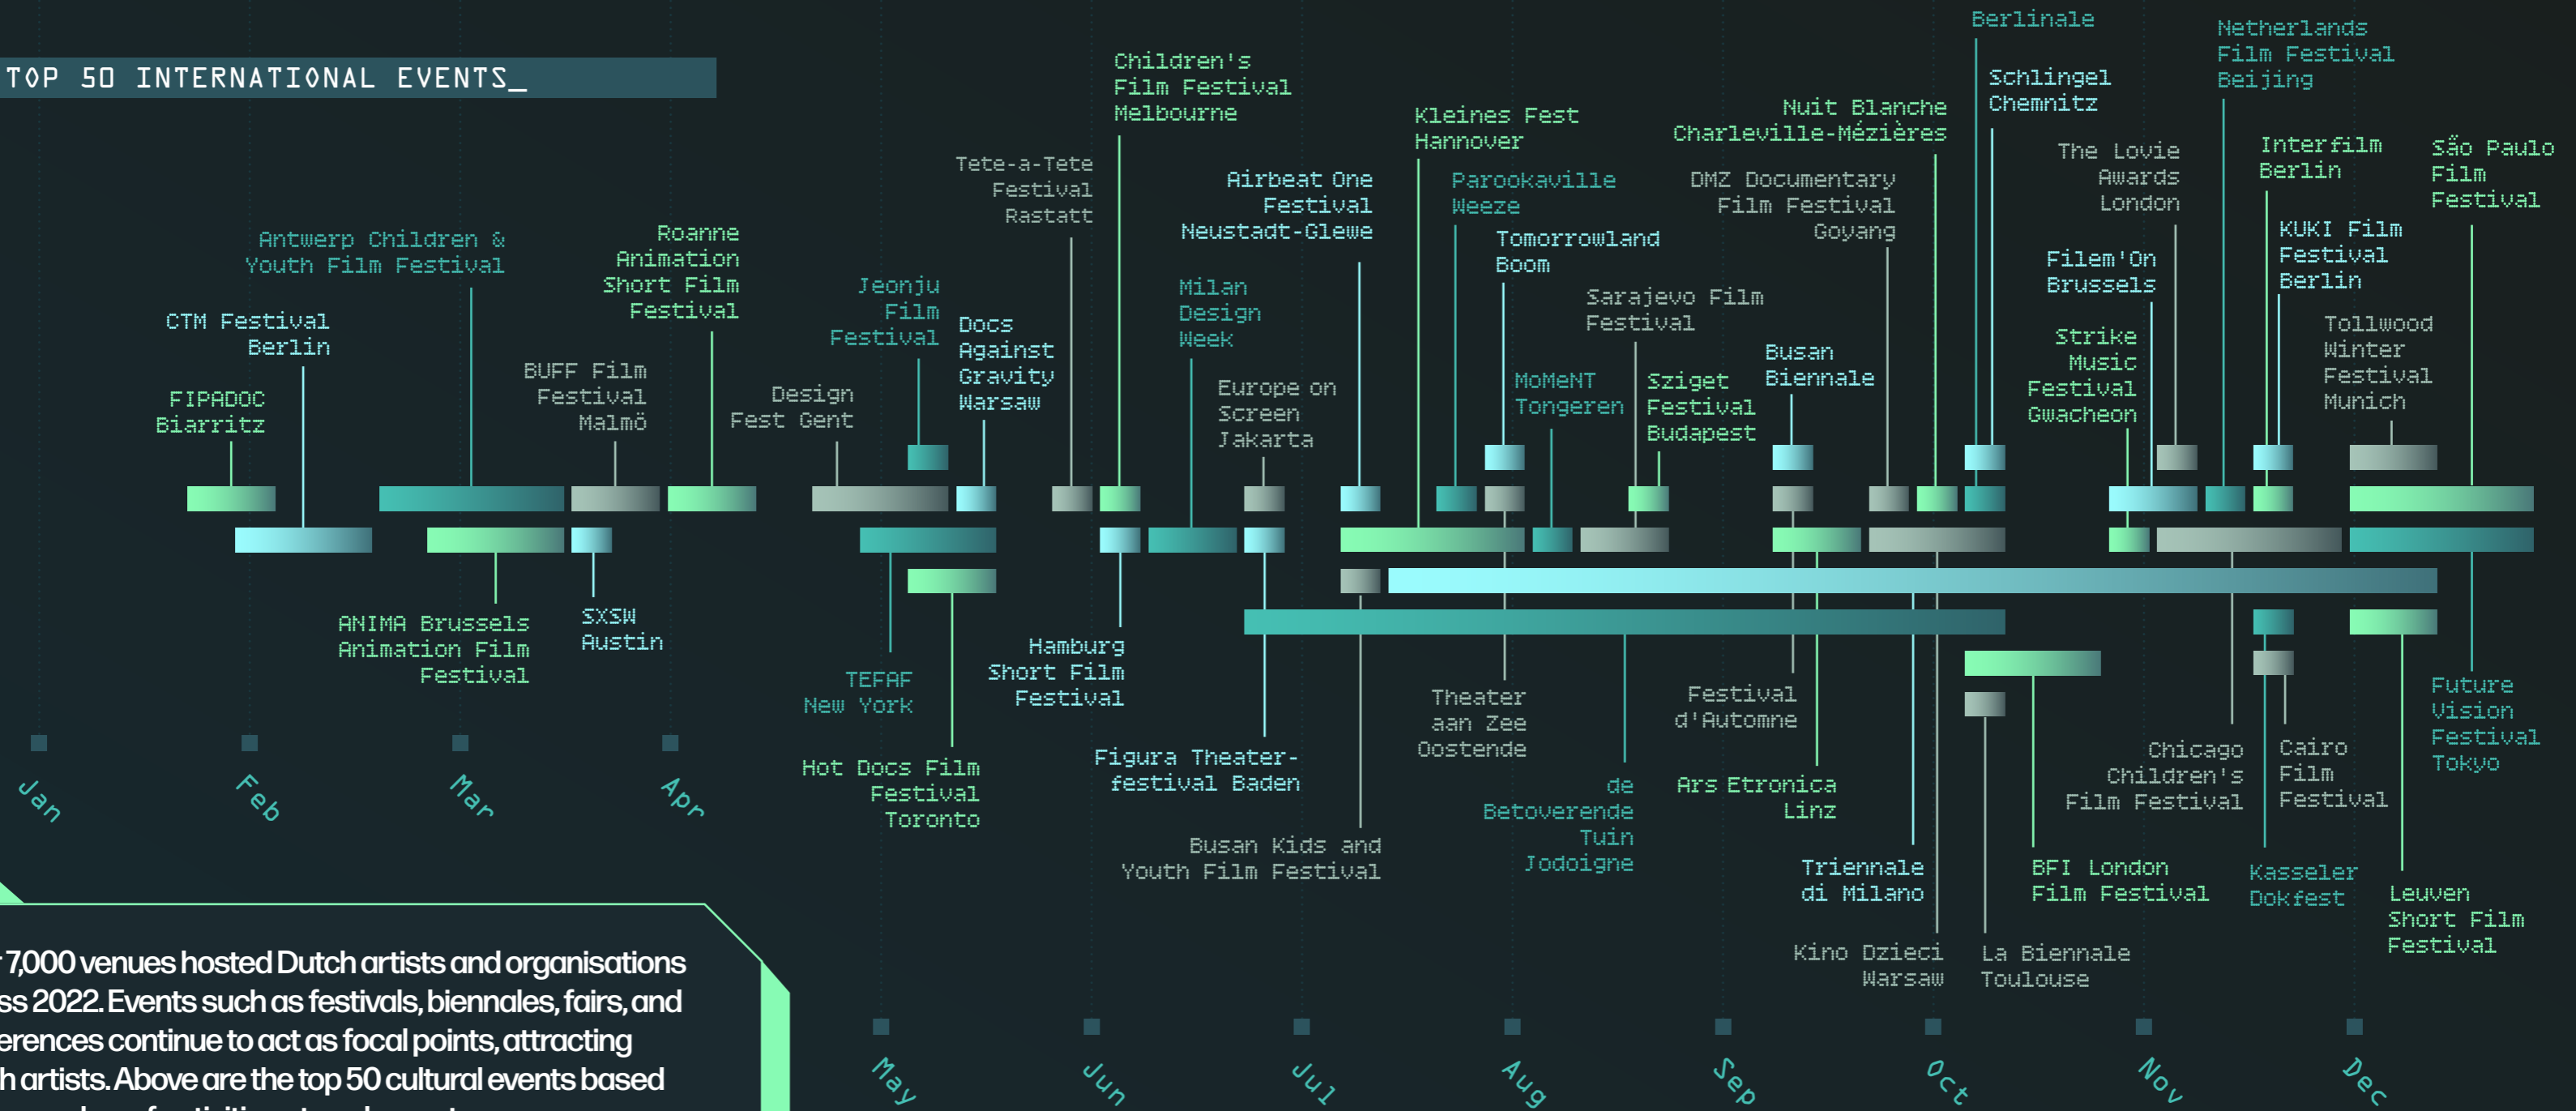 TOP 50 INTERNATIONAL EVENTS_
FIPADOC
Biarritz
CTM Festival
Berlin
Antwerp Children &
Youth Film Festival
ANIMA Brussels
Animation Film
Festival
BUFF Film
Festival
Malmö
SXSW
Austin
Roanne
Animation
Short Film
Festival
Design
Fest Gent
Jeonju
Film
Festival
TEFAF
New York
Hot Docs Film
Festival
Toronto
Docs
Against
Gravity
Warsaw
Tete-a-Tete
Festival
Rastatt
Children's
Film Festival
Melbourne
Hamburg
Short Film
Festival
Milan
Design
Week
Europe on
Screen
Jakarta
Figura Theater-
festival Baden
Airbeat One
Festival
Neustadt-Glewe
Busan Kids and
Youth Film Festival
Kleines Fest
Hannover
Parookaville
Weeze
Tomorrowland
Boom
Theater
aan Zee
Oostende
MoMeNT
Tongeren
de
Betoverende
Tuin
Jodoigne
Sarajevo Film
Festival
Sziget
Festival
Budapest
Busan
Biennale
Festival
d'Automne
Ars Etronica
Linz
DMZ Documentary
Film Festival
Goyang
Triennale
di Milano
Nuit Blanche
Charleville-Mézières
Kino Dzieci
Warsaw
Berlinale
Schlingel
Chemnitz
La Biennale
Toulouse
BFI London
Film Festival
Strike
Music
Festival
Gwacheon
Filem'On
Brussels
The Lovie
Awards
London
Netherlands
Film Festival
Beijing
Chicago
Children's
Film Festival
Interfilm
Berlin
KUKI Film
Festival
Berlin
Kasseler
Dokfest
Cairo
Film
Festival
Tollwood
Winter
Festival
Munich
Leuven
Short Film
Festival
São Paulo
Film
Festival
Future
Vision
Festival
Tokyo
Jan
Feb
Mar
Apr
May
Jun
Jul
Aug
Sep
Oct
Nov
Dec
7,000 venues hosted Dutch artists and organisations
ss 2022. Events such as festivals, biennales, fairs, and
erences continue to act as focal points, attracting
h artists. Above are the top 50 cultural events based